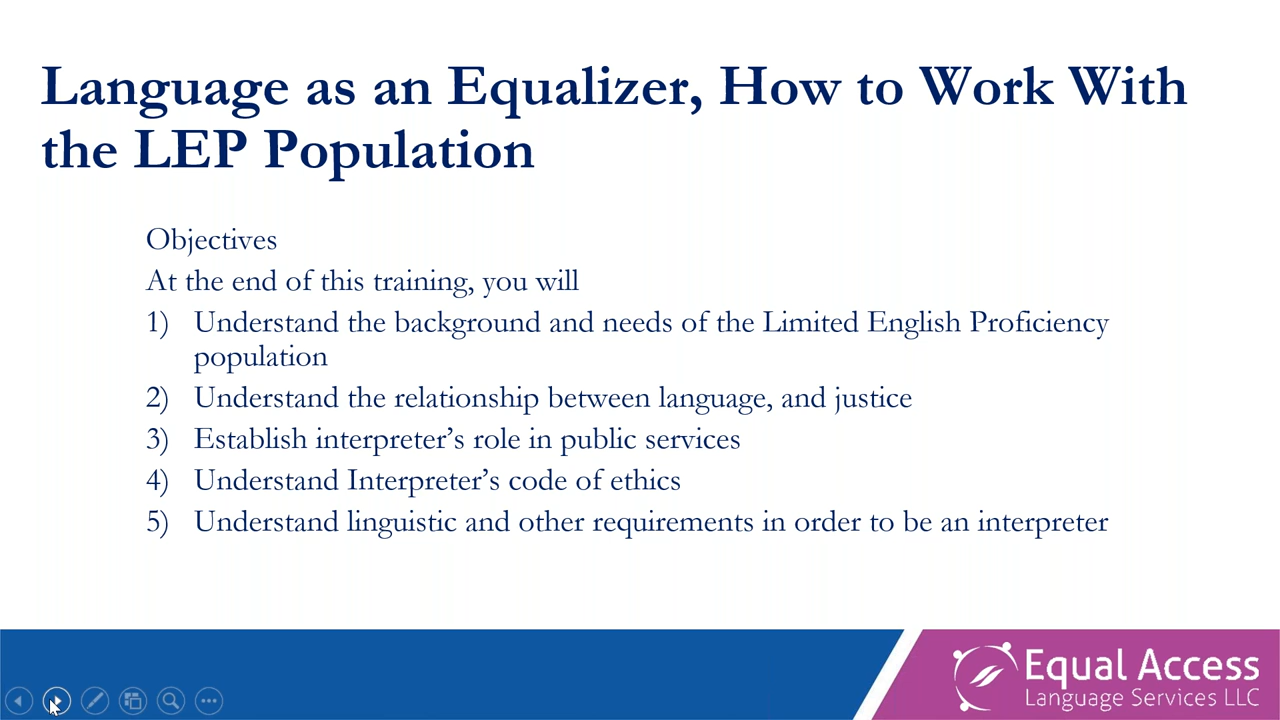 Language as an Equalizer, How to Work With
the LEP Population
Objectives
At the end of this training, you will
1) Understand the background and needs of the Limited English Proficiency
population
2) Understand the relationship between language, and justice
3) Establish interpreter’s role in public services
4) Understand Interpreter’s code of ethics
5) Understand linguistic and other requirements in order to be an interpreter
Equal Access
Language Services LLC